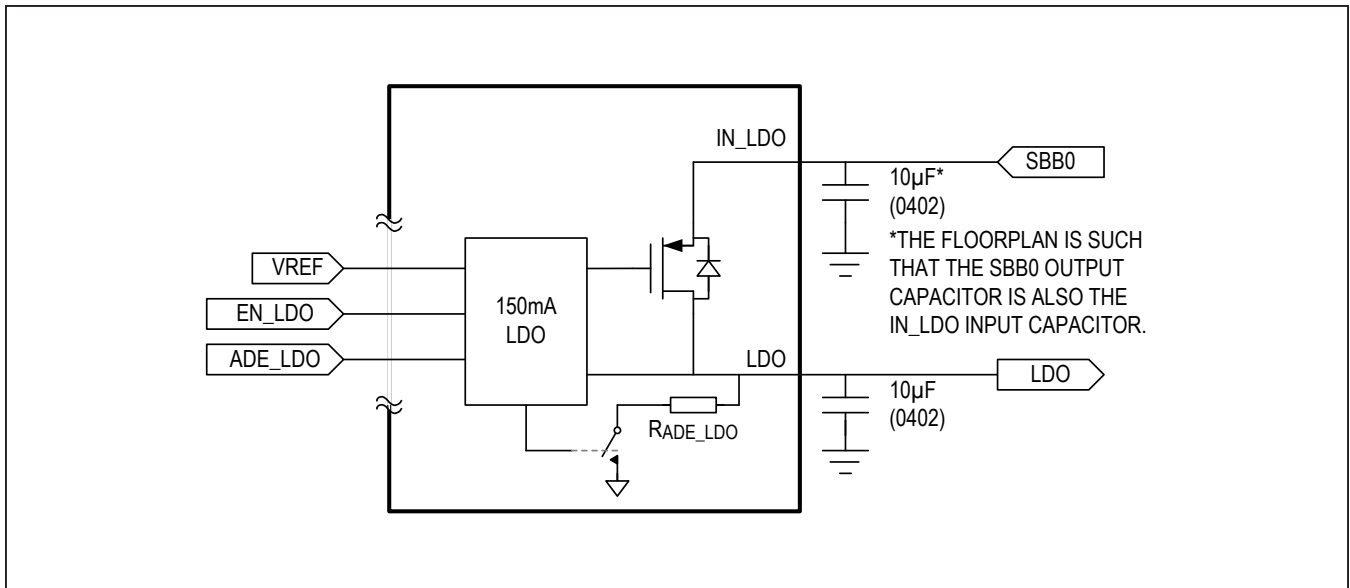 IN_LDO
SBB0
10µF*
(0402)
*THE FLOORPLAN IS SUCH
THAT THE SBB0 OUTPUT
CAPACITOR IS ALSO THE
IN_LDO INPUT CAPACITOR.
VREF
EN_LDO
ADE_LDO
150mA
LDO
LDO
LDO
10µF
(0402)
RADE_LDO